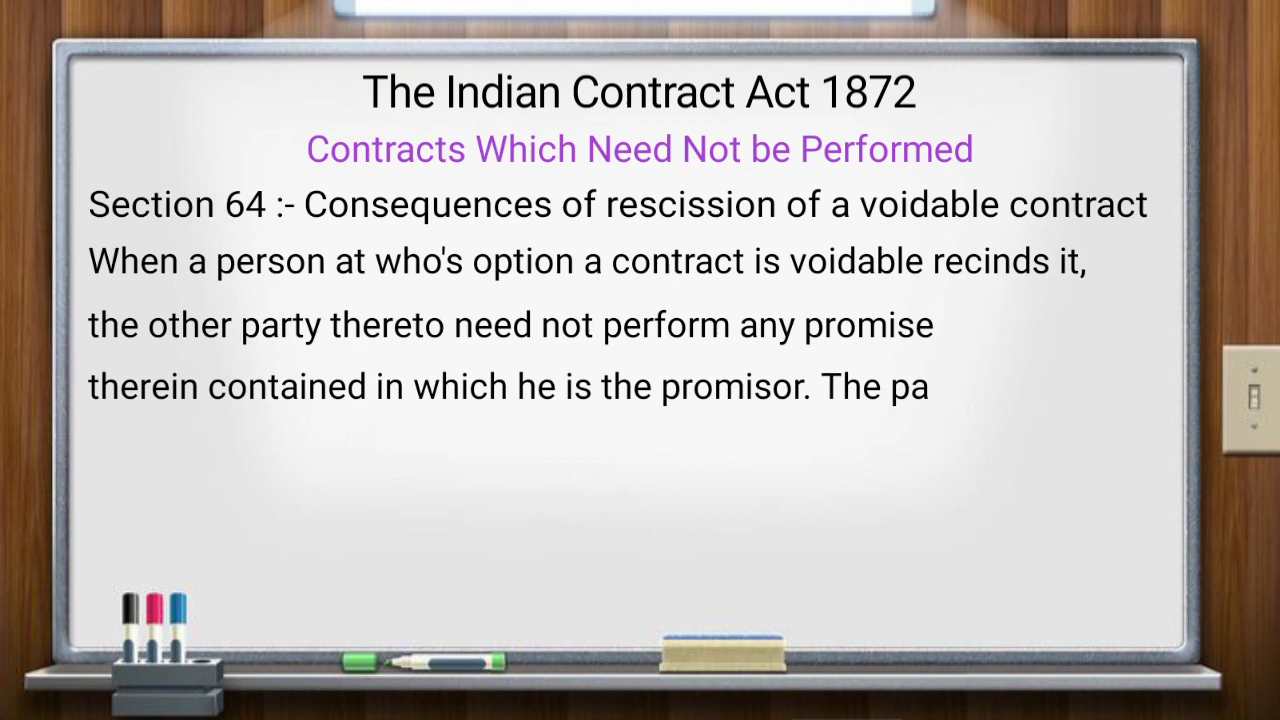 The Indian Contract Act 1872
Contracts Which Need Not be Performed
Section 64 :- Consequences of rescission of a voidable contract
When a person at who's option a contract is voidable recinds it,
the other party thereto need not perform any promise
therein contained in which he is the promisor. The pa